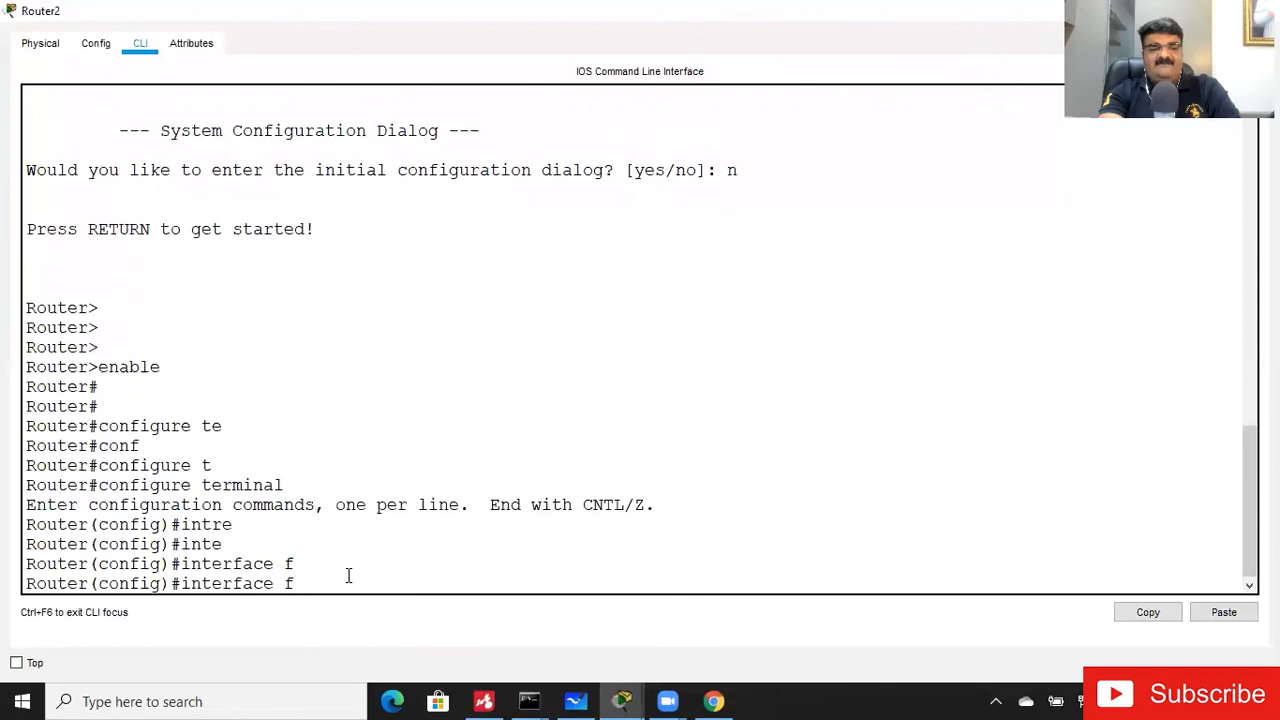 Router2
Physical
Config
CLI
Attributes
IOS Command Line Interface
--- System Configuration Dialog ---
Would you like to enter the initial configuration dialog? [yes/no]: n
Press RETURN to get started!
Router>
Router>
Router>
Router>enable
Router#
Router#
Router#configure te
Router#conf
Router#configure t
Router#configure terminal
Enter configuration commands, one per line.  End with CNTL/Z.
Router(config)#intre
Router(config)#inte
Router(config)#interface f
Router(config)#interface f
Ctrl+F6 to exit CLI focus
Copy
Paste
Top
Type here to search
Subscribe